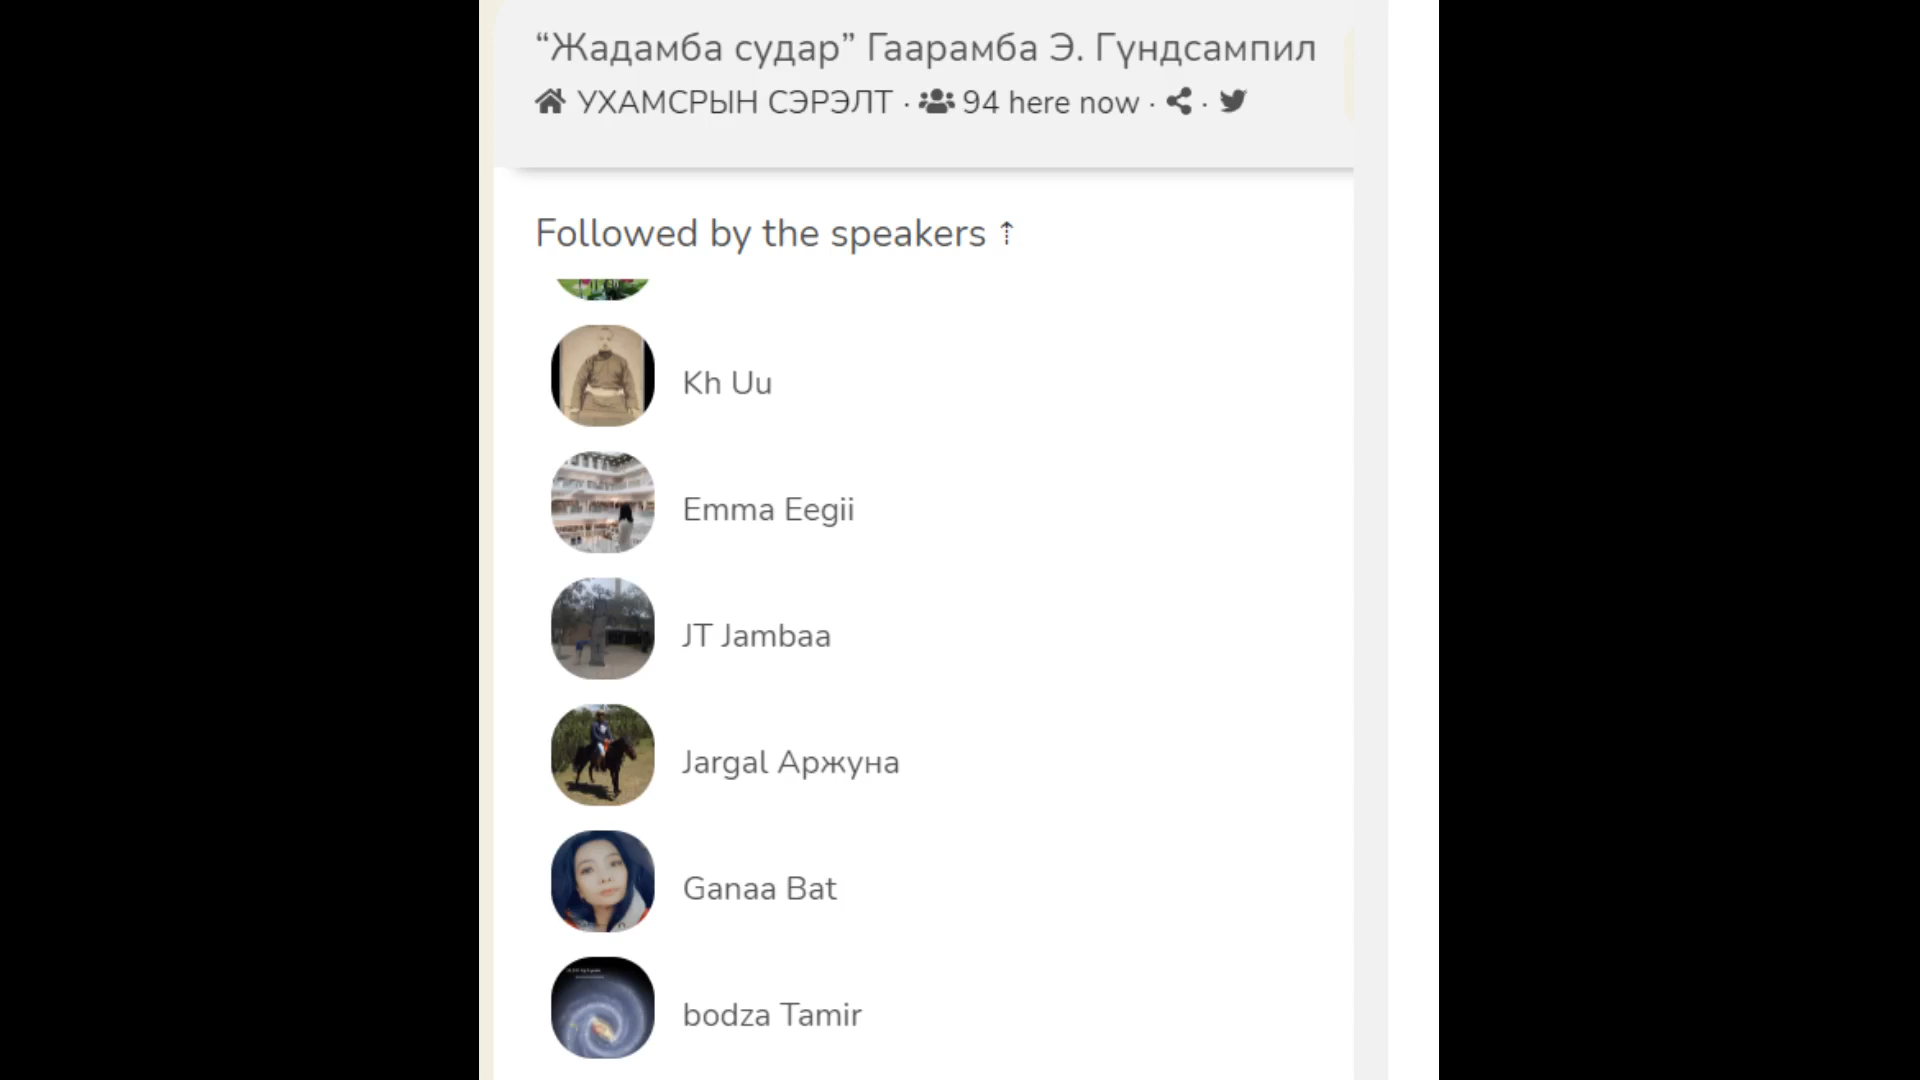 “Жадамба судар” Гаарамба Э. Гүндсампил
УХАМСРЫН СЭРЭЛТ · 94 here now · ·
Followed by the speakers ⇡
Kh Uu
Emma Eegii
JT Jambaa
Jargal Аржуна
Ganaa Bat
bodza Tamir